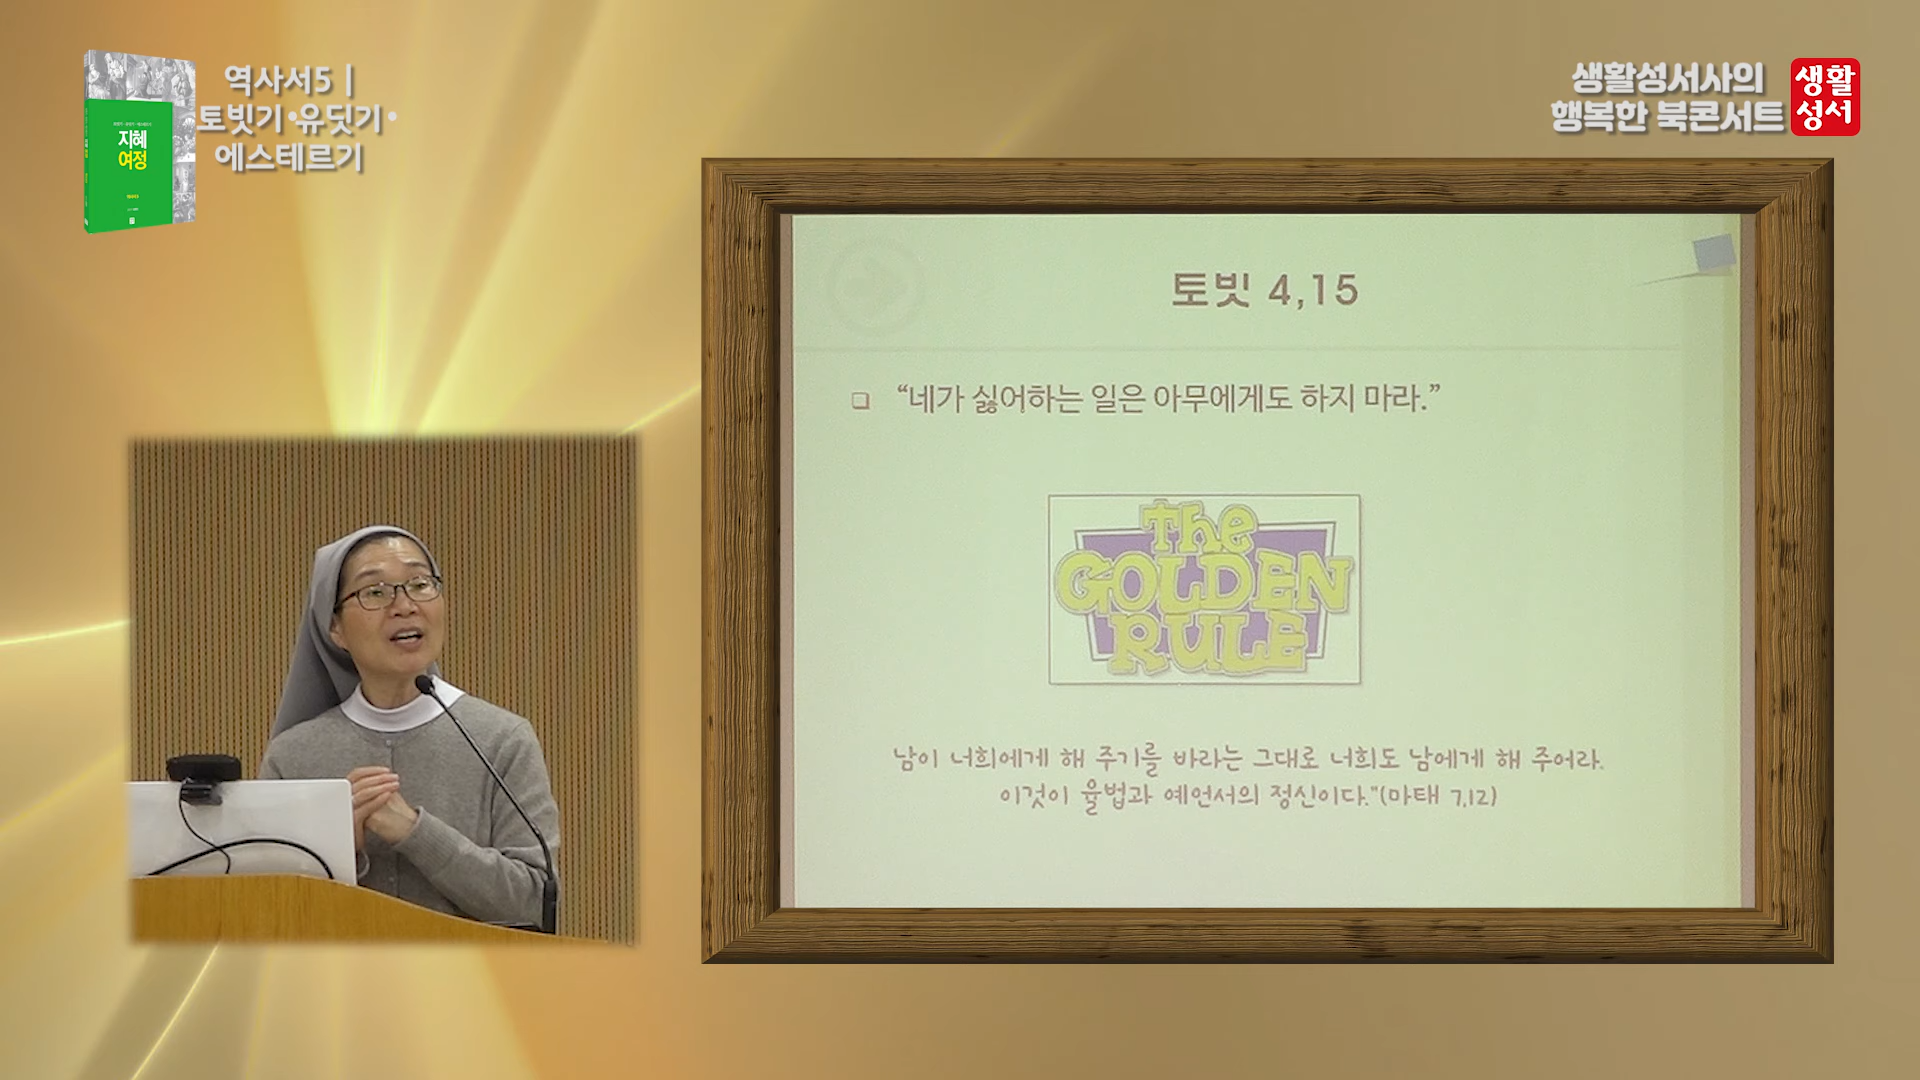 역사서5 |
토빗기·유딧기·
에스테르기
지혜
여정
생활성서사의
행복한 북콘서트
생활
성서
토빗 4,15
“네가 싫어하는 일은 아무에게도 하지 마라.”
The
GOLDEN
RULE
남이 너희에게 해 주기를 바라는 그대로 너희도 남에게 해 주어라.
이것이 율법과 예언서의 정신이다."(마태 7,12)